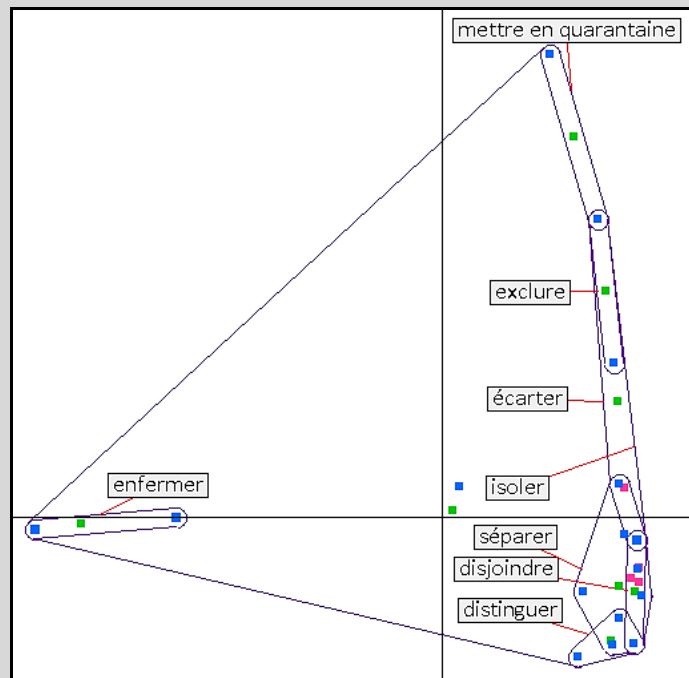 mettre en quarantaine
exclure
écarter
enfermer
isoler
séparer
disjoindre
distinguer